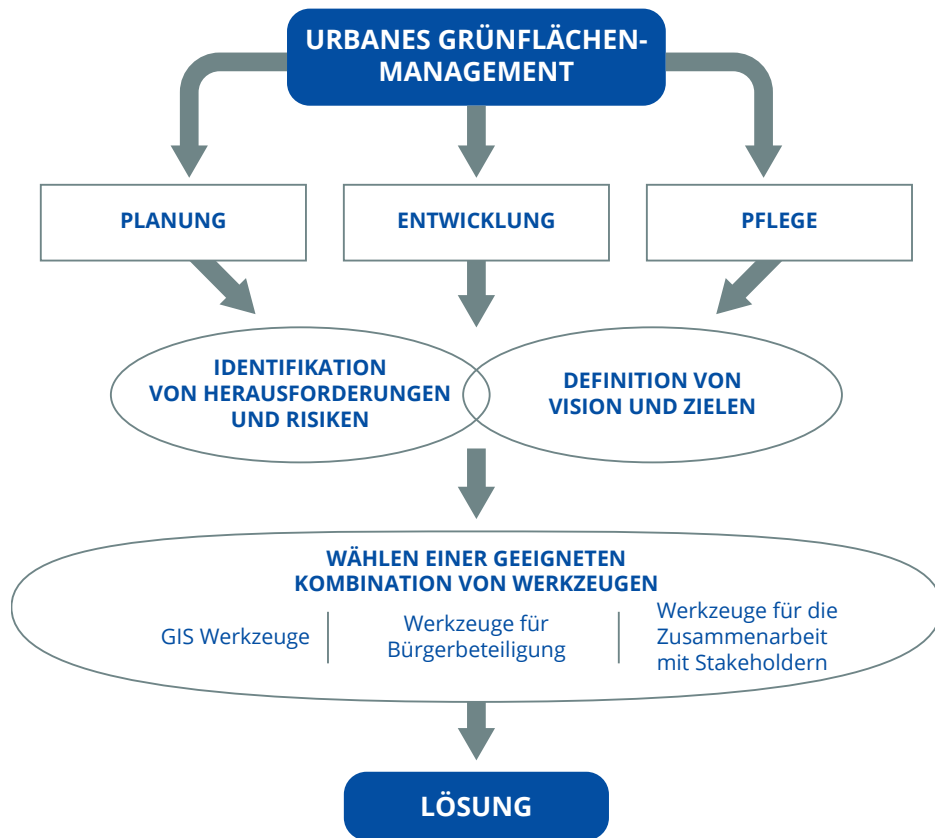 URBANES GRÜNFLÄCHEN-
MANAGEMENT
PLANUNG
ENTWICKLUNG
PFLEGE
IDENTIFIKATION
VON HERAUSFORDERUNGEN
UND RISIKEN
DEFINITION VON
VISION UND ZIELEN
WÄHLEN EINER GEEIGNETEN
KOMBINATION VON WERKZEUGEN
GIS Werkzeuge
Werkzeuge für
Bürgerbeteiligung
Werkzeuge für die
Zusammenarbeit
mit Stakeholdern
LÖSUNG